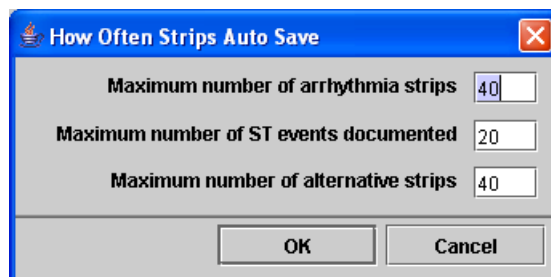 How Often Strips Auto Save
Maximum number of arrhythmia strips 40
Maximum number of ST events documented 20
Maximum number of alternative strips 40
OK Cancel